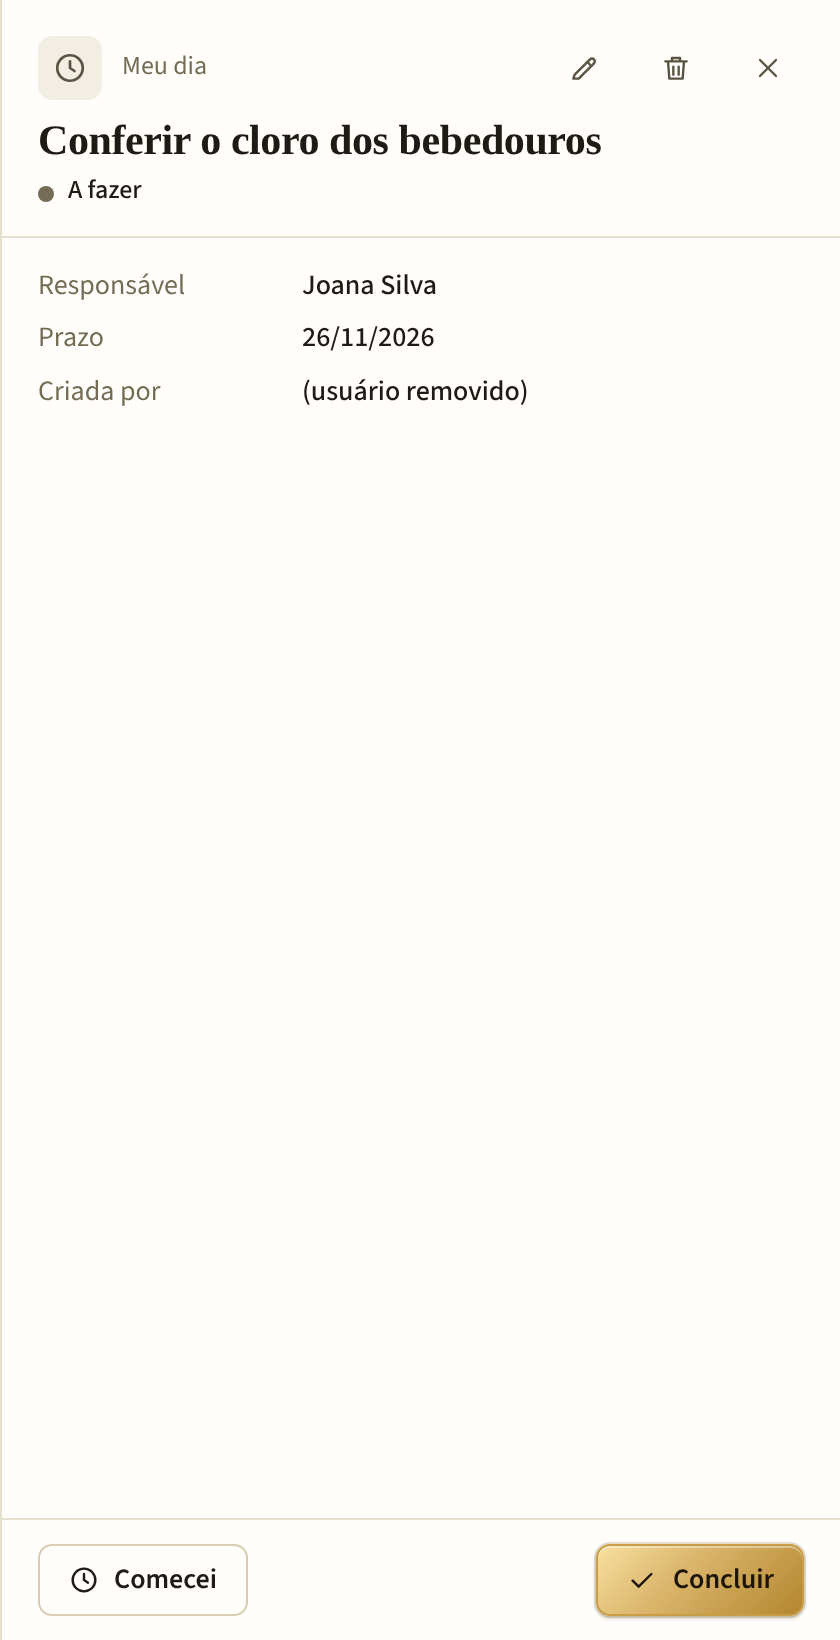 Meu dia
Conferir o cloro dos bebedouros
A fazer
Responsável Joana Silva
Prazo 26/11/2026
Criada por (usuário removido)
Comecei Concluir